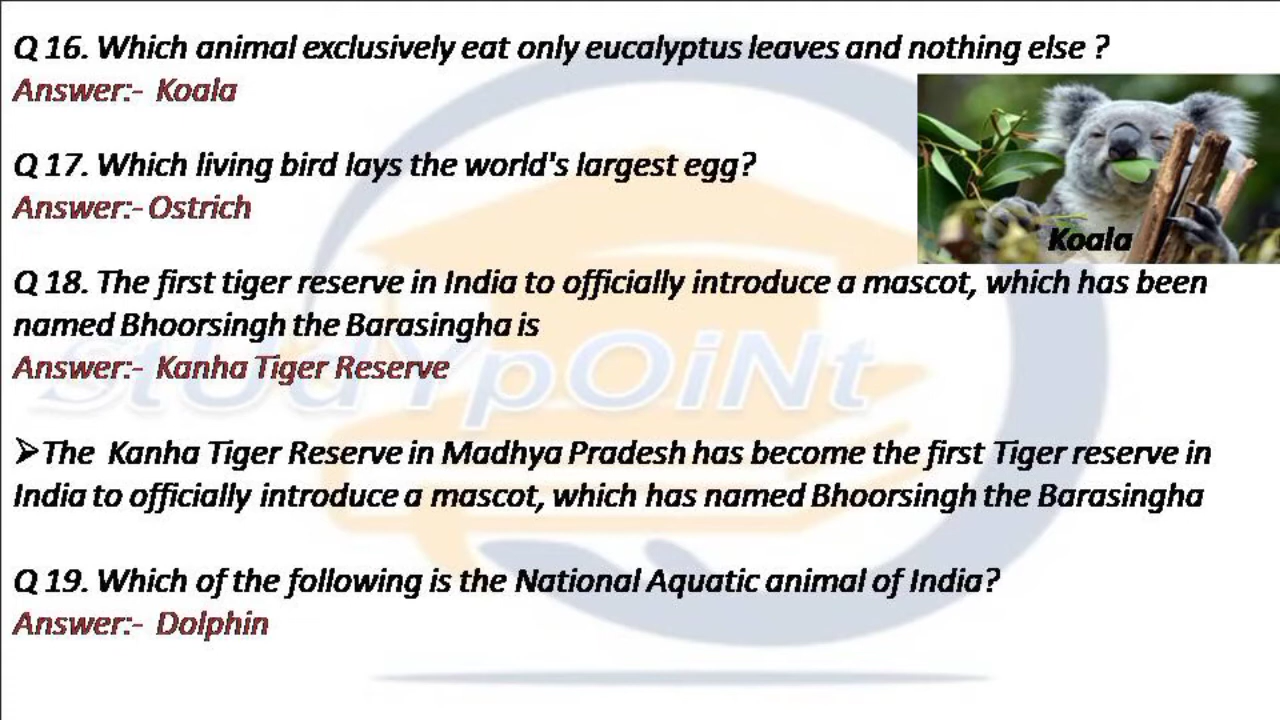 Q 16. Which animal exclusively eat only eucalyptus leaves and nothing else ?
Answer:- Koala
Q 17. Which living bird lays the world's largest egg?
Answer:- Ostrich
Koala
Q 18. The first tiger reserve in India to officially introduce a mascot, which has been
named Bhoorsingh the Barasingha is
Answer:- Kanha Tiger Reserve
StUdYpOiNt
➢The Kanha Tiger Reserve in Madhya Pradesh has become the first Tiger reserve in
India to officially introduce a mascot, which has named Bhoorsingh the Barasingha
Q 19. Which of the following is the National Aquatic animal of India?
Answer:- Dolphin